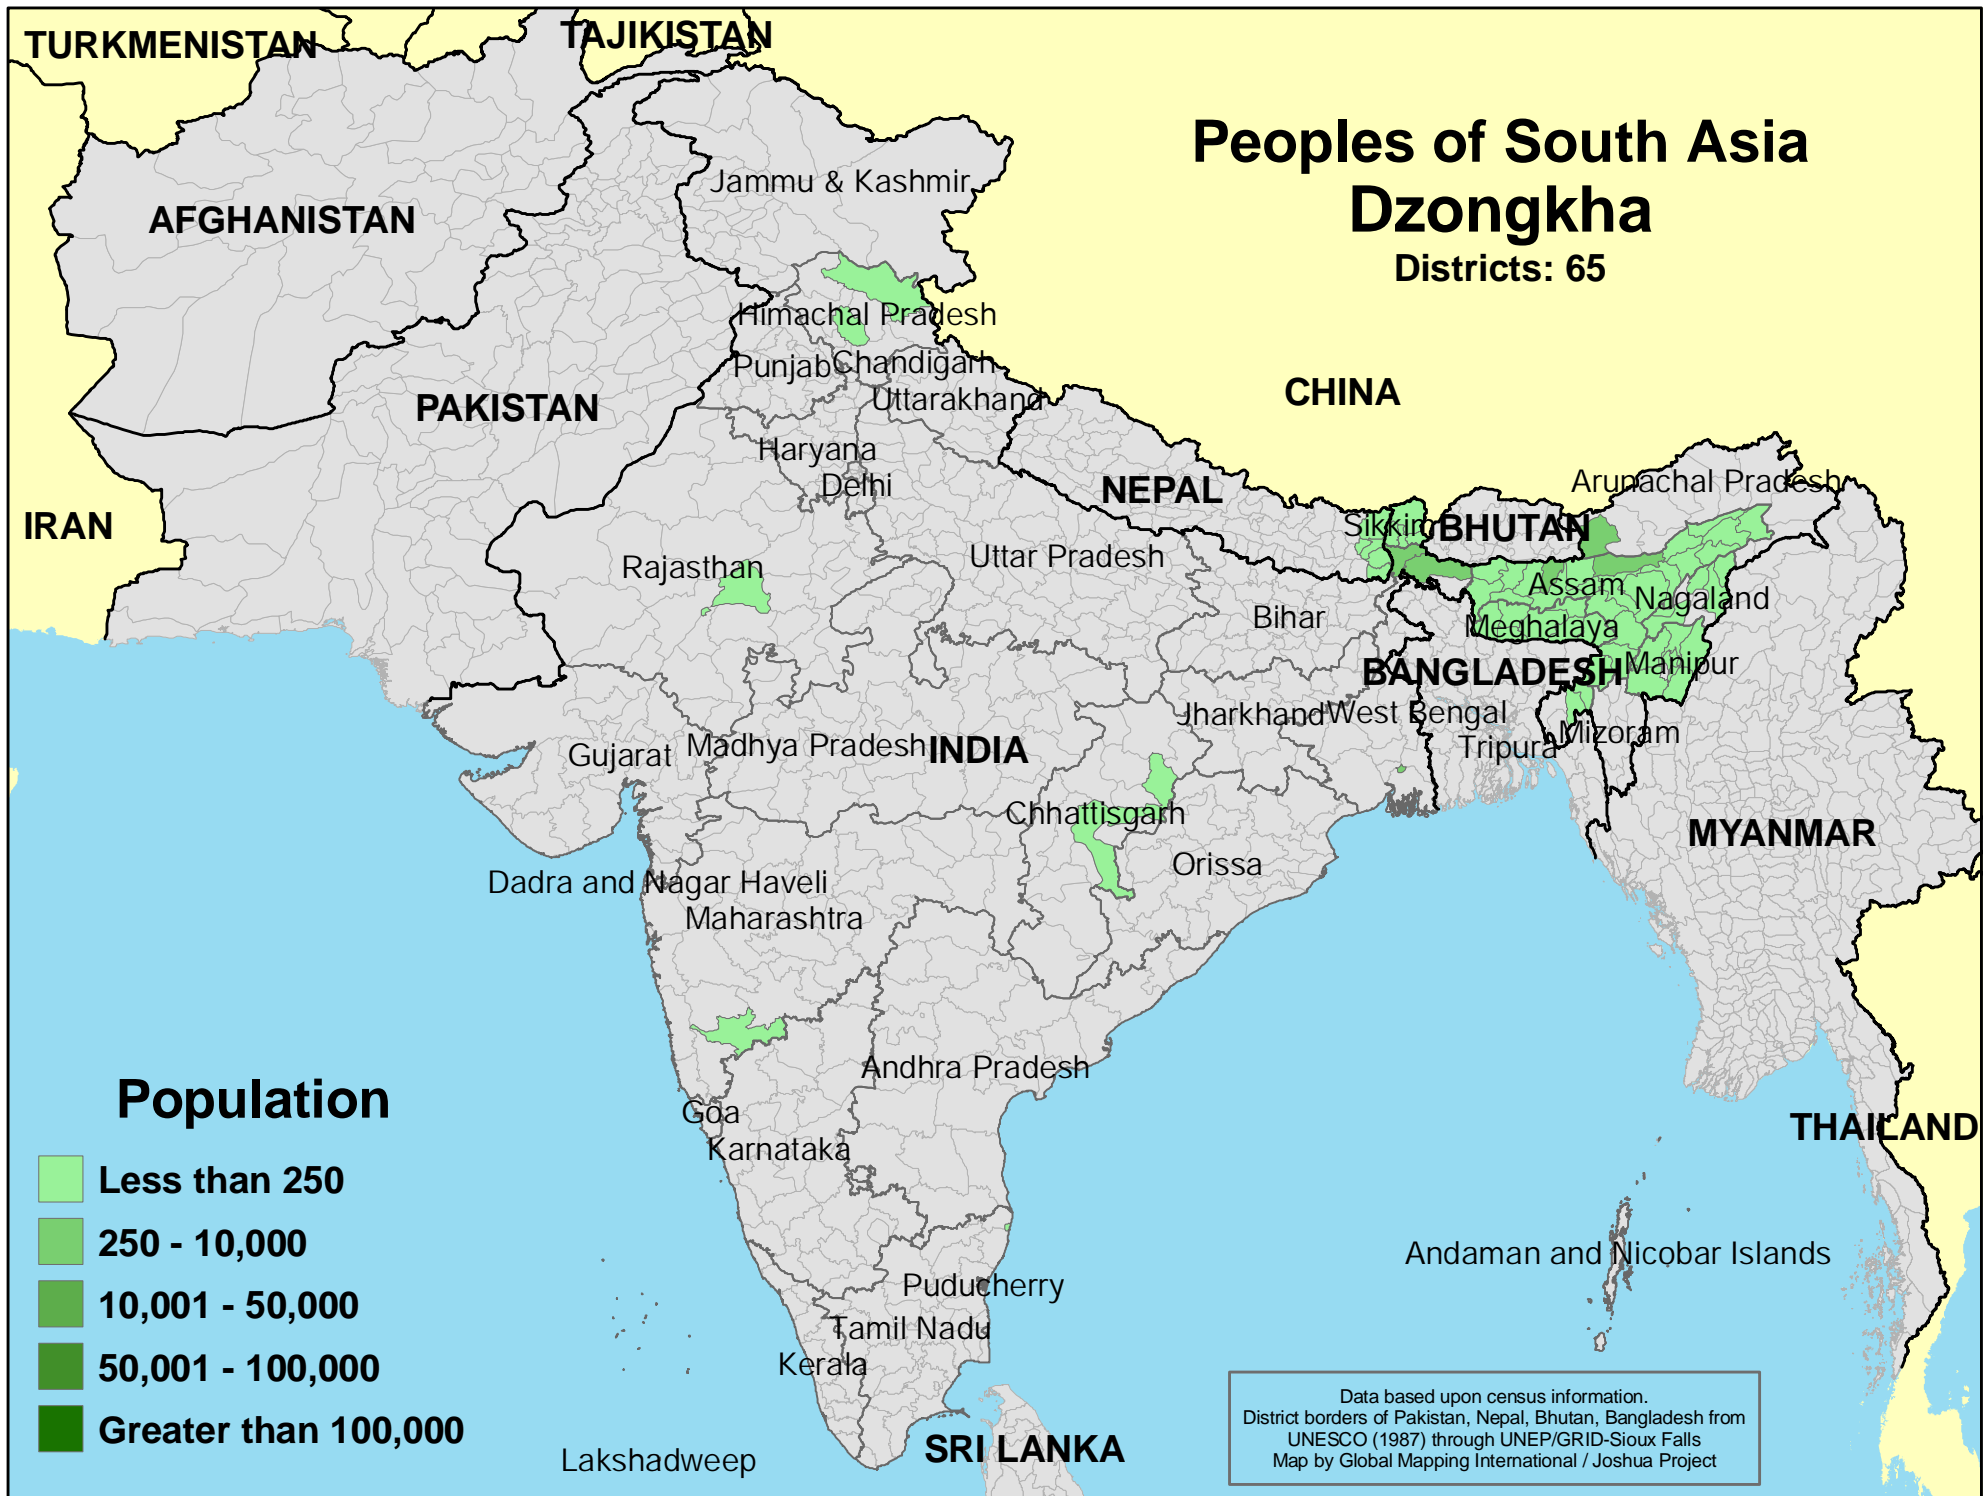 TURKMENISTAN
TAJIKISTAN
Peoples of South Asia
Dzongkha
Districts: 65
Jammu & Kashmir
AFGHANISTAN
Himachal Pradesh
Punjab
Chandigarh
CHINA
Uttarakhand
PAKISTAN
Haryana
Delhi
NEPAL
Arunachal Pradesh
IRAN
Sikkim
BHUTAN
Rajasthan
Uttar Pradesh
Assam
Nagaland
Bihar
Meghalaya
BANGLADESH
Manipur
Jharkhand
West Bengal
Gujarat
Madhya Pradesh
INDIA
Tripura
Mizoram
Chhattisgarh
MYANMAR
Orissa
Dadra and Nagar Haveli
Maharashtra
Andhra Pradesh
Goa
Karnataka
THAILAND
Andaman and Nicobar Islands
Puducherry
Tamil Nadu
Kerala
Lakshadweep
SRI LANKA
Population
Less than 250
250 - 10,000
10,001 - 50,000
50,001 - 100,000
Greater than 100,000
Data based upon census information.
District borders of Pakistan, Nepal, Bhutan, Bangladesh from
UNESCO (1987) through UNEP/GRID-Sioux Falls
Map by Global Mapping International / Joshua Project